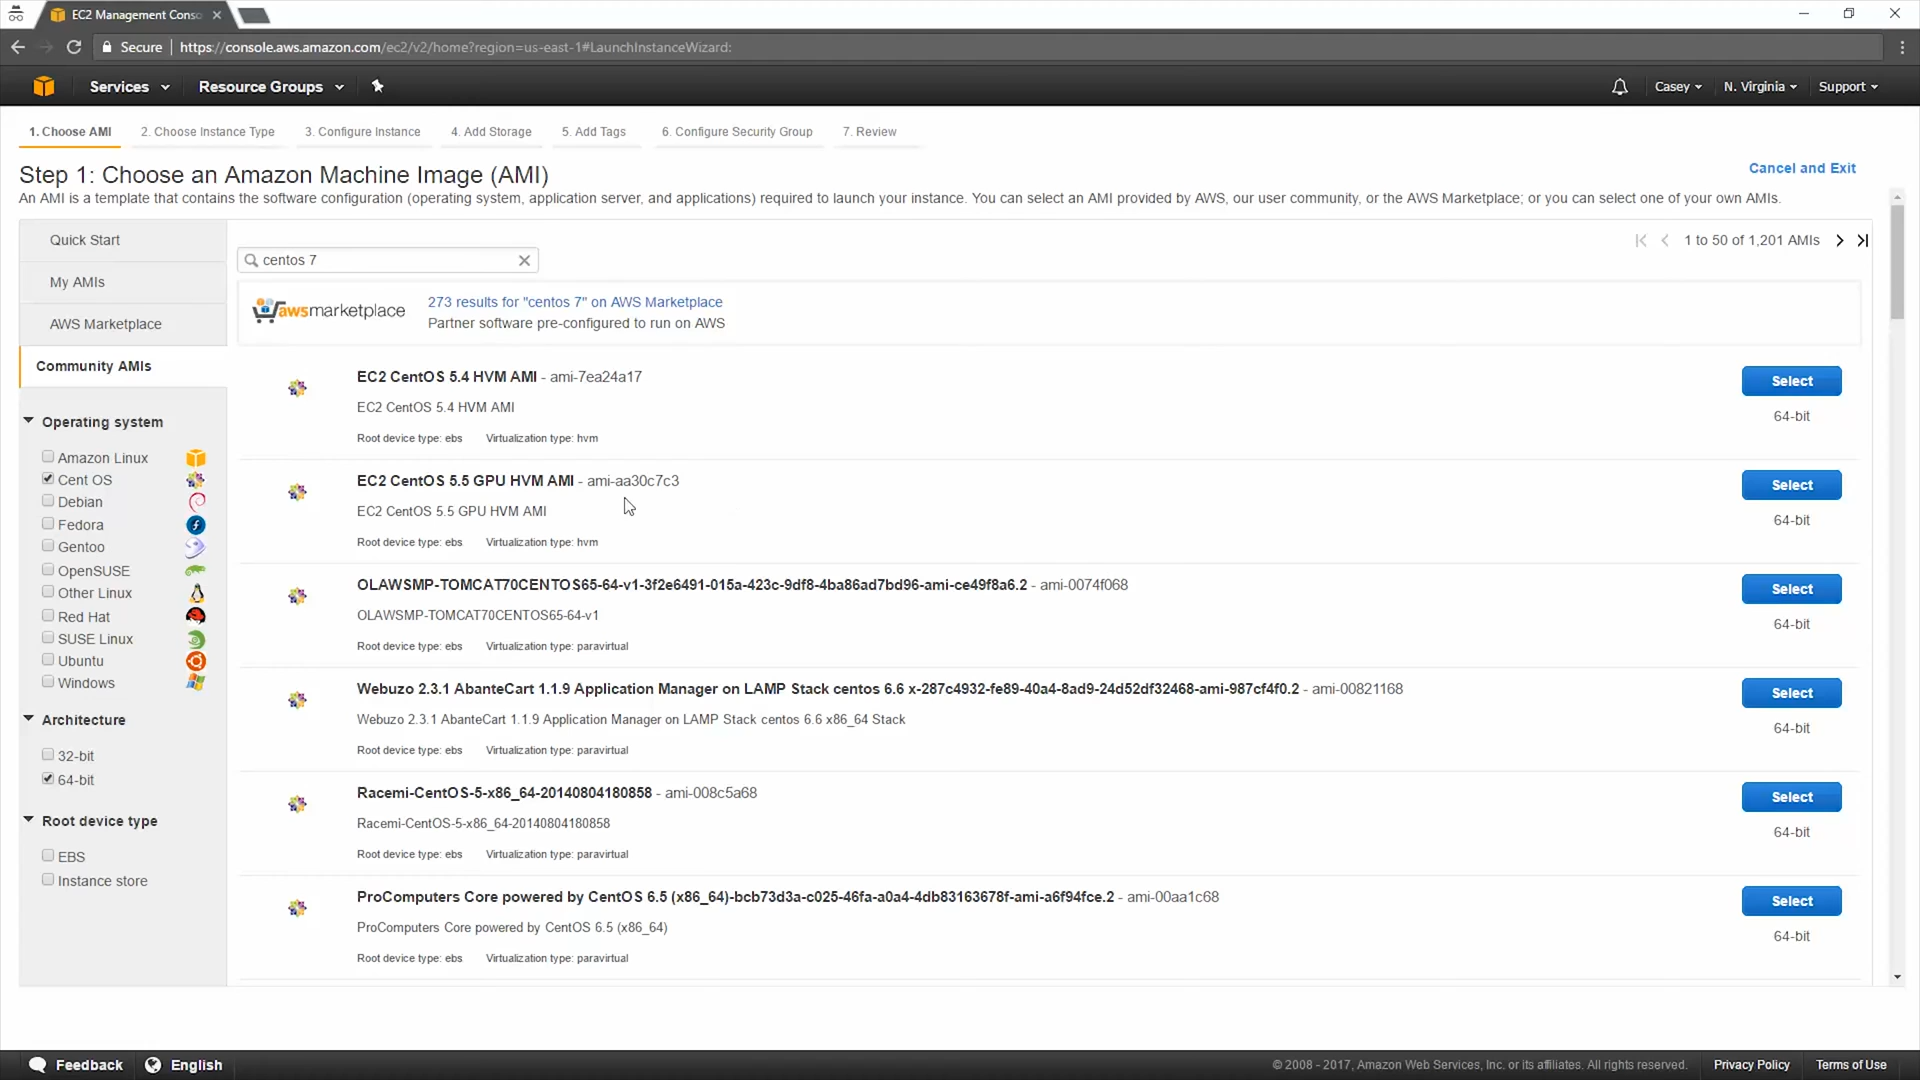 EC2 Management Conso
Secure
https://console.aws.amazon.com/ec2/v2/home?region=us-east-1#LaunchInstanceWizard:
Services
Resource Groups
Casey
N. Virginia
Support
1. Choose AMI
2. Choose Instance Type
3. Configure Instance
4. Add Storage
5. Add Tags
6. Configure Security Group
7. Review
Step 1: Choose an Amazon Machine Image (AMI)
Cancel and Exit
An AMI is a template that contains the software configuration (operating system, application server, and applications) required to launch your instance. You can select an AMI provided by AWS, our user community, or the AWS Marketplace; or you can select one of your own AMIs.
Quick Start
My AMIs
AWS Marketplace
Community AMIs
Operating system
Amazon Linux
Cent OS
Debian
Fedora
Gentoo
OpenSUSE
Other Linux
Red Hat
SUSE Linux
Ubuntu
Windows
Architecture
32-bit
64-bit
Root device type
EBS
Instance store
centos 7
1 to 50 of 1,201 AMIs
awsmarketplace
273 results for "centos 7" on AWS Marketplace
Partner software pre-configured to run on AWS
EC2 CentOS 5.4 HVM AMI - ami-7ea24a17
EC2 CentOS 5.4 HVM AMI
Root device type: ebs Virtualization type: hvm
Select
64-bit
EC2 CentOS 5.5 GPU HVM AMI - ami-aa30c7c3
EC2 CentOS 5.5 GPU HVM AMI
Root device type: ebs Virtualization type: hvm
Select
64-bit
OLAWSMP-TOMCAT70CENTOS65-64-v1-3f2e6491-015a-423c-9df8-4ba86ad7bd96-ami-ce49f8a6.2 - ami-0074f068
OLAWSMP-TOMCAT70CENTOS65-64-v1
Root device type: ebs Virtualization type: paravirtual
Select
64-bit
Webuzo 2.3.1 AbanteCart 1.1.9 Application Manager on LAMP Stack centos 6.6 x-287c4932-fe89-40a4-8ad9-24d52df32468-ami-987cf4f0.2 - ami-00821168
Webuzo 2.3.1 AbanteCart 1.1.9 Application Manager on LAMP Stack centos 6.6 x86_64 Stack
Root device type: ebs Virtualization type: paravirtual
Select
64-bit
Racemi-CentOS-5-x86_64-20140804180858 - ami-008c5a68
Racemi-CentOS-5-x86_64-20140804180858
Root device type: ebs Virtualization type: paravirtual
Select
64-bit
ProComputers Core powered by CentOS 6.5 (x86_64)-bcb73d3a-c025-46fa-a0a4-4db83163678f-ami-a6f94fce.2 - ami-00aa1c68
ProComputers Core powered by CentOS 6.5 (x86_64)
Root device type: ebs Virtualization type: paravirtual
Select
64-bit
Feedback
English
© 2008 - 2017, Amazon Web Services, Inc. or its affiliates. All rights reserved.
Privacy Policy
Terms of Use